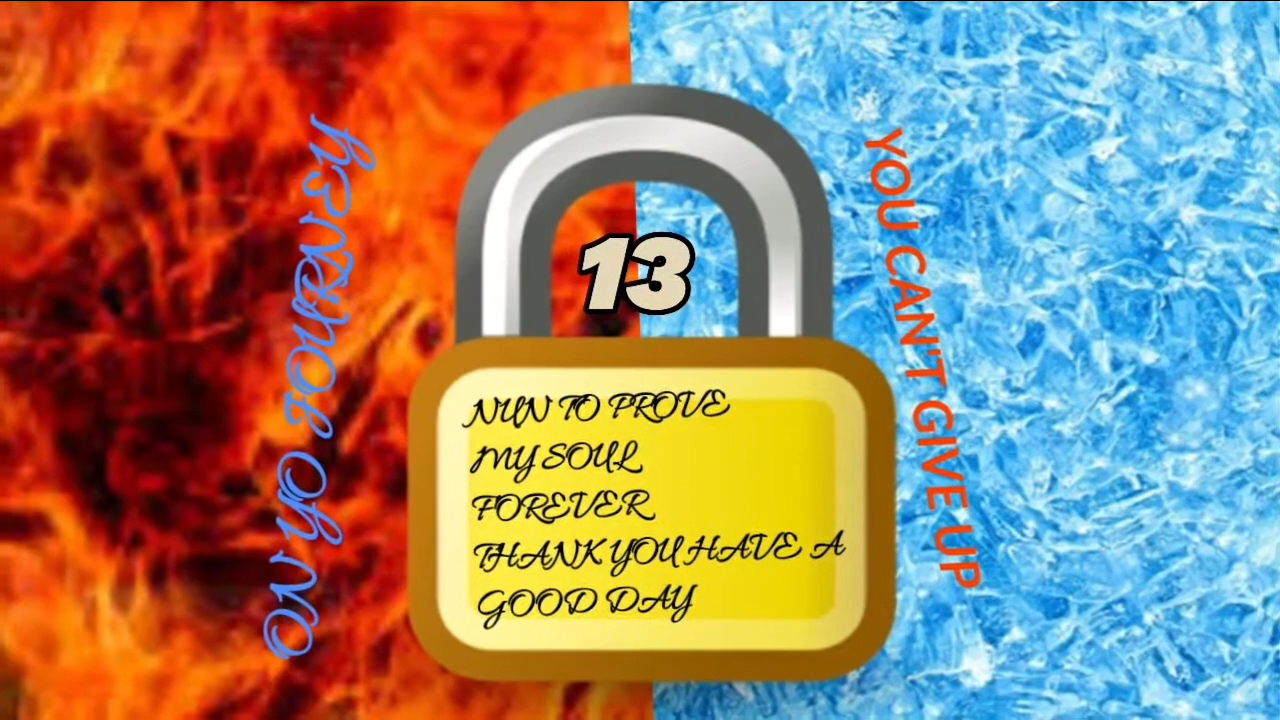 ON YO JOURNEY
YOU CAN'T GIVE UP
13
NUN TO PROVE
MY SOUL
FOREVER
THANK YOU HAVE A
GOOD DAY